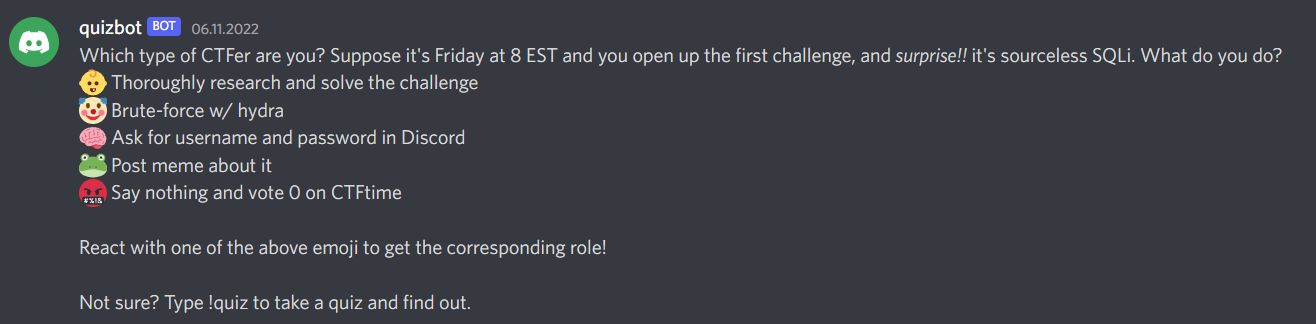 quizbot BOT 06.11.2022
Which type of CTFer are you? Suppose it's Friday at 8 EST and you open up the first challenge, and surprise!! it's sourceless SQLi. What do you do?
Thoroughly research and solve the challenge
Brute-force w/ hydra
Ask for username and password in Discord
Post meme about it
#%!& Say nothing and vote 0 on CTFtime
React with one of the above emoji to get the corresponding role!
Not sure? Type !quiz to take a quiz and find out.